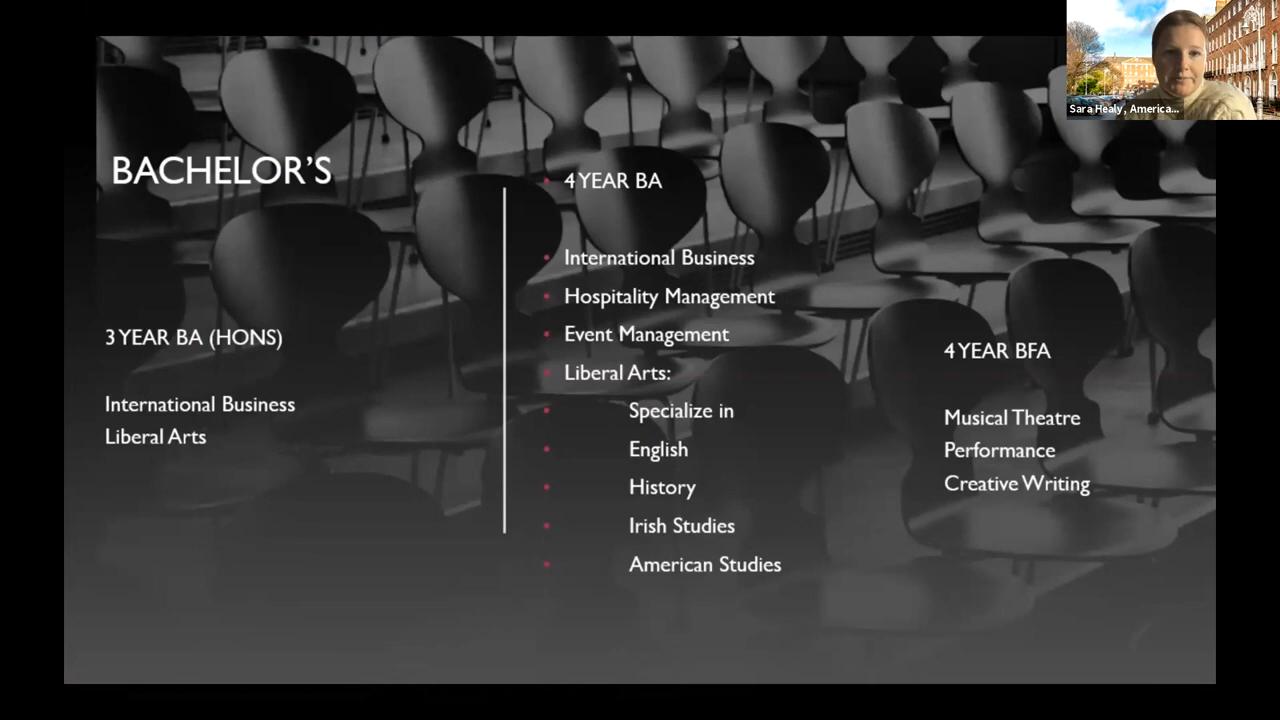 Sara Healy, America...
BACHELOR'S
3 YEAR BA (HONS)
International Business
Liberal Arts
4 YEAR BA
International Business
Hospitality Management
Event Management
Liberal Arts:
Specialize in
English
History
Irish Studies
American Studies
4 YEAR BFA
Musical Theatre
Performance
Creative Writing